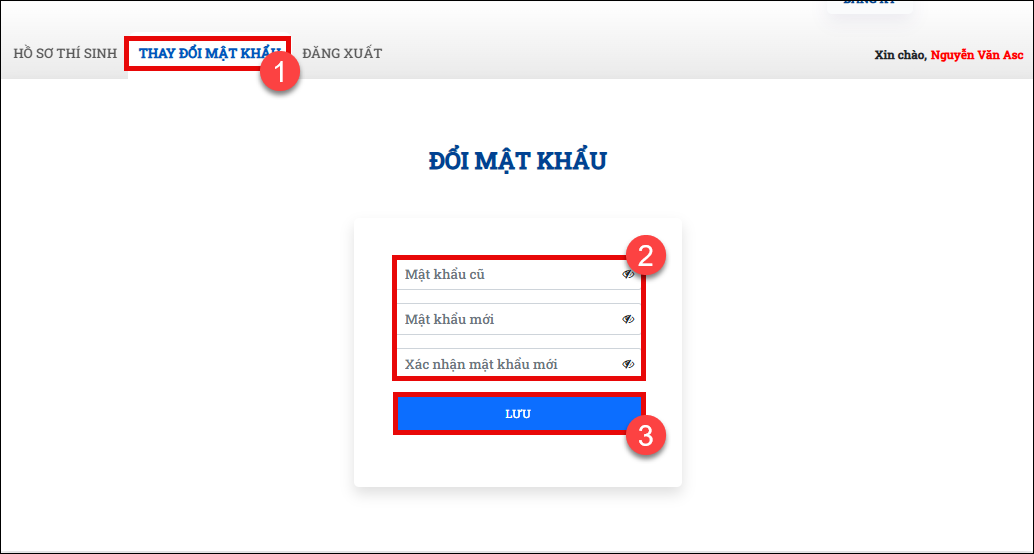 HỒ SƠ THÍ SINH THAY ĐỔI MẬT KHẨU ĐĂNG XUẤT Xin chào, Nguyễn Văn Asc
1
ĐỔI MẬT KHẨU
2
Mật khẩu cũ
Mật khẩu mới
Xác nhận mật khẩu mới
LƯU
3